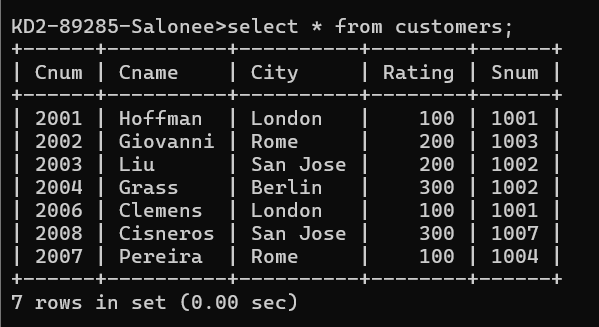 KD2-89285-Salonee>select * from customers;
+------+----------+----------+--------+------+
| Cnum | Cname    | City     | Rating | Snum |
+------+----------+----------+--------+------+
| 2001 | Hoffman  | London   |    100 | 1001 |
| 2002 | Giovanni | Rome     |    200 | 1003 |
| 2003 | Liu      | San Jose |    200 | 1002 |
| 2004 | Grass    | Berlin   |    300 | 1002 |
| 2006 | Clemens  | London   |    100 | 1001 |
| 2008 | Cisneros | San Jose |    300 | 1007 |
| 2007 | Pereira  | Rome     |    100 | 1004 |
+------+----------+----------+--------+------+
7 rows in set (0.00 sec)